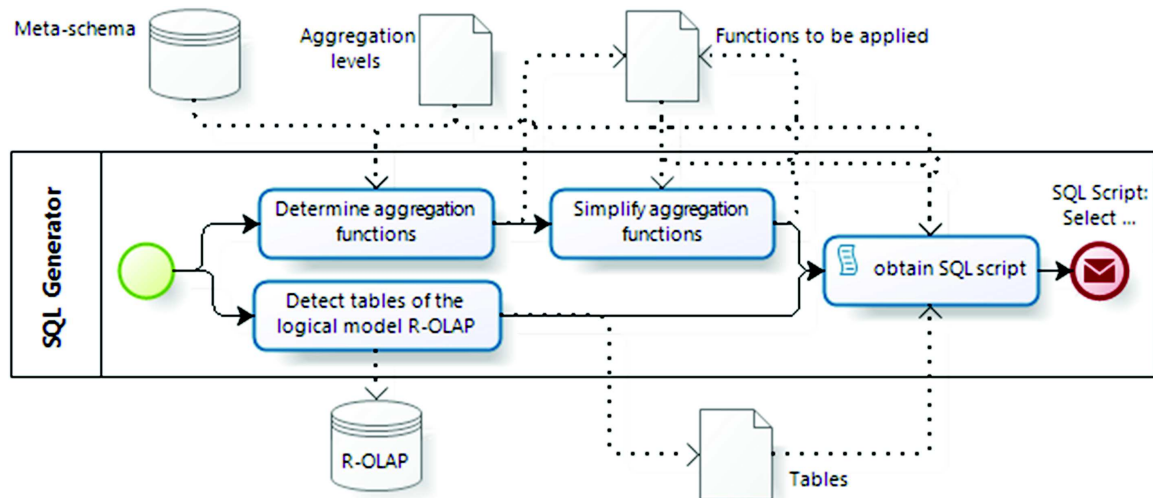 Meta-schema
Aggregation
levels
Functions to be applied
SQL Generator
Determine aggregation
functions
Simplify aggregation
functions
SQL Script:
Select ...
obtain SQL script
Detect tables of the
logical model R-OLAP
R-OLAP
Tables